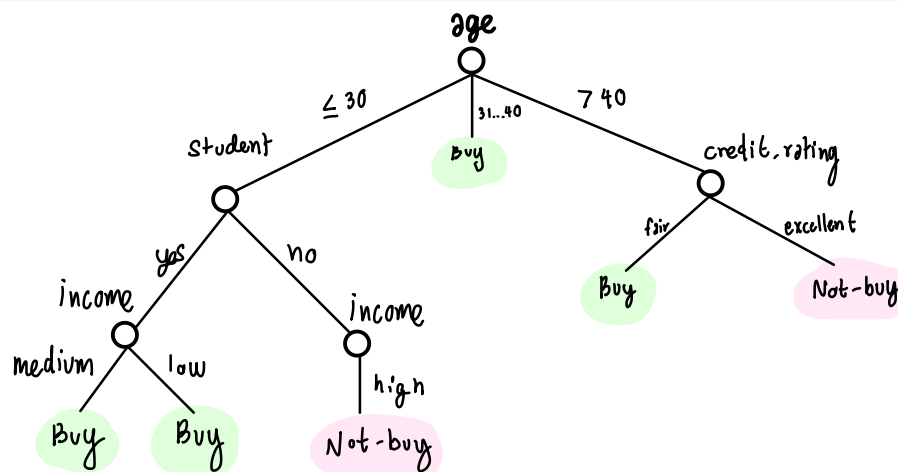 age
≤ 30
31...40
> 40
Buy
student
credit.rating
yes
no
fair
excellent
Buy
Not-buy
income
income
medium
low
high
Buy
Buy
Not-buy